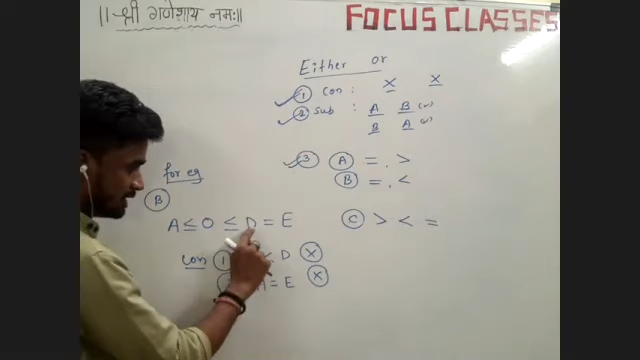 ॥-श्री गणेशाय नमः॥
FOCUS CLASSES
Either or
① con : X X
② sub : A B (✓)
B A (✓)
③ (A) = . >
(B) = . <
(C) > < =
for eg
(B)
A ≤ O ≤ D = E
con ① < D (X)
A = E (X)